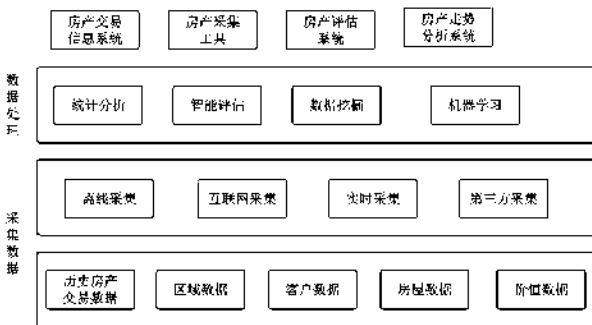 房产交易
信息系统
房产采集
工具
房产评估
系统
房产走势
分析系统
数据处理
统计分析
智能评估
数据挖掘
机器学习
采集数据
离线采集
互联网采集
实时采集
第三方采集
历史房产
交易数据
区域数据
客户数据
房屋数据
价值数据